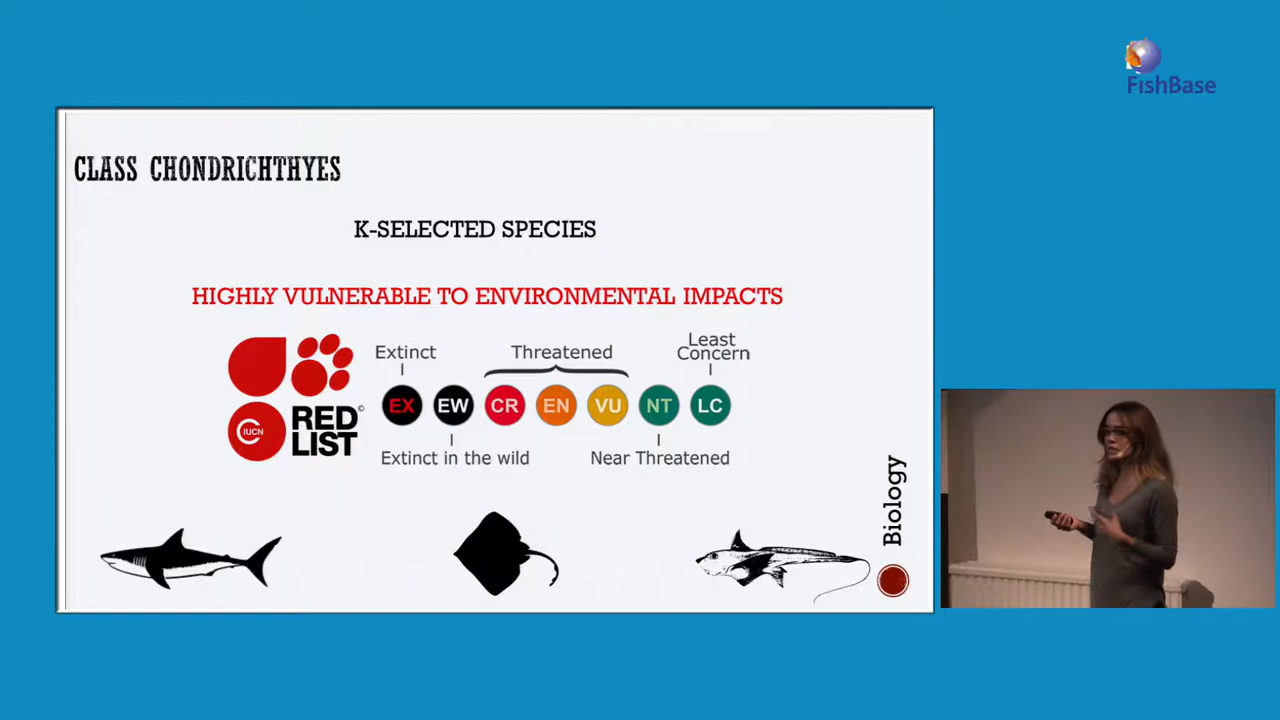 FishBase
CLASS CHONDRICHTHYES
K-SELECTED SPECIES
HIGHLY VULNERABLE TO ENVIRONMENTAL IMPACTS
Extinct
Threatened
Least
Concern
EX
EW
CR
EN
VU
NT
LC
IUCN
RED
LIST
©
Extinct in the wild
Near Threatened
Biology